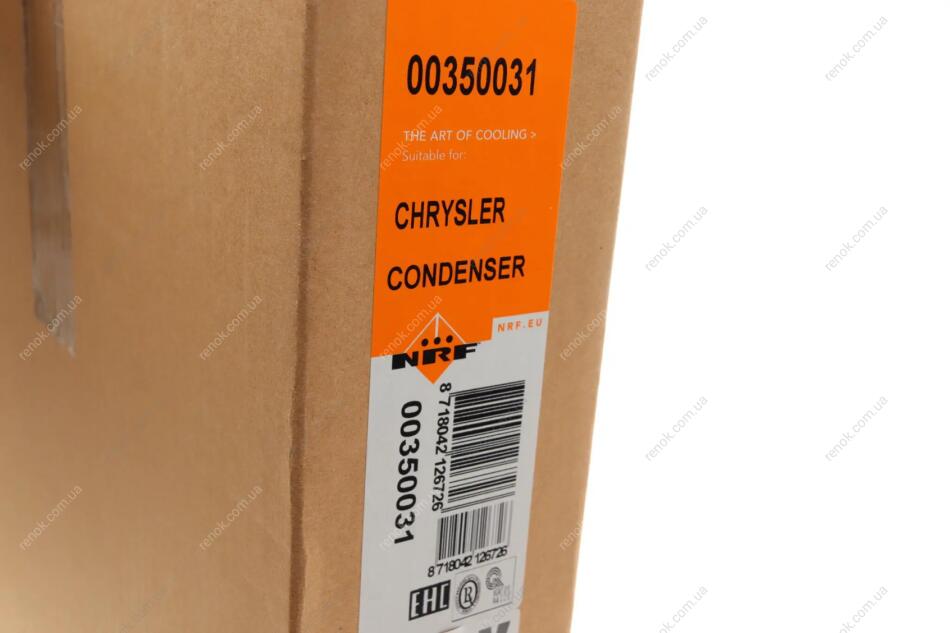 00350031
THE ART OF COOLING >
Suitable for:
CHRYSLER
CONDENSER
NRF.EU
NRF
8 718042 126726
00350031
8 718042 126726
EAC
renok.com.ua